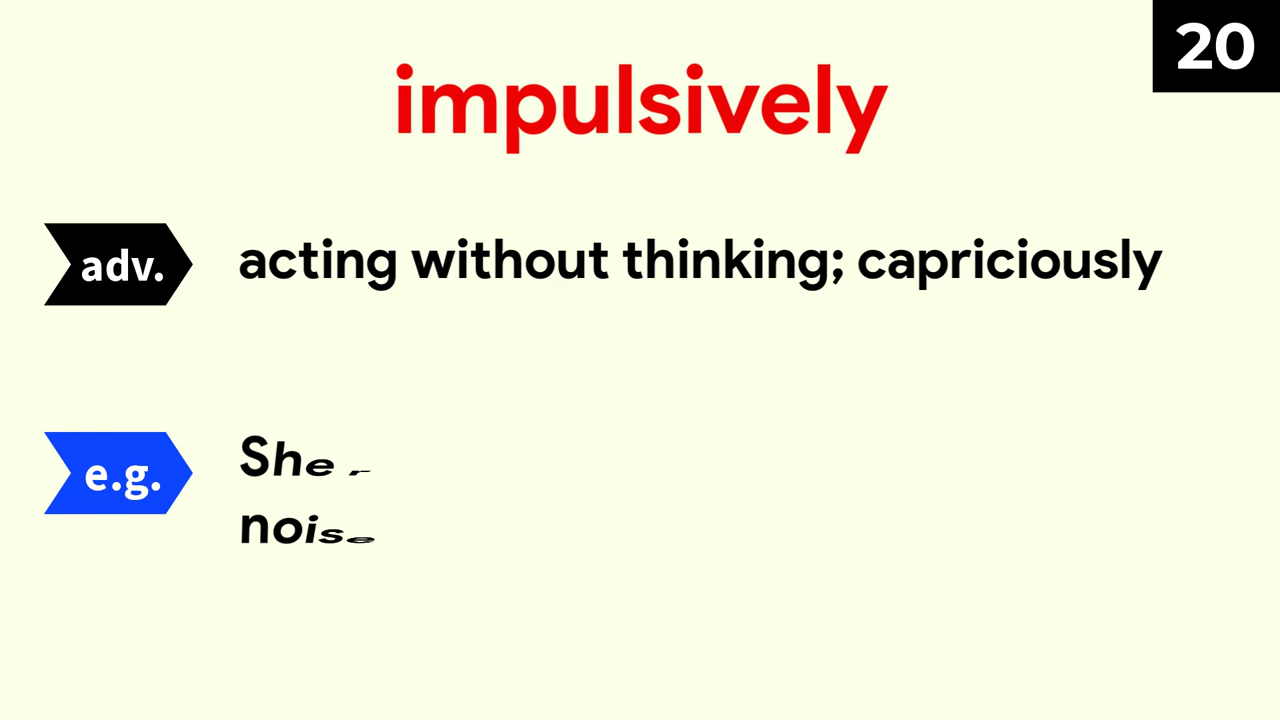 20
impulsively
adv. acting without thinking; capriciously
e.g. She r
noise